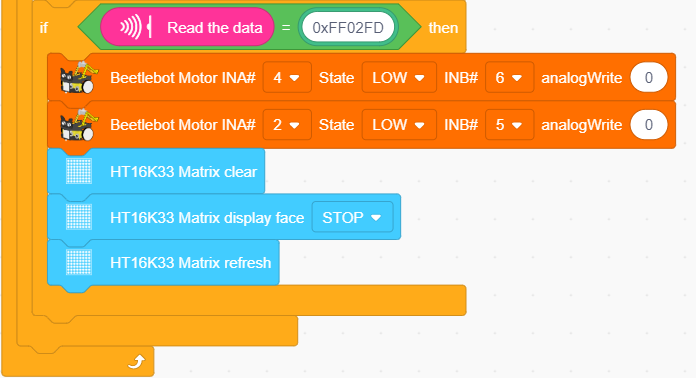 if Read the data = 0xFF02FD then
Beetlebot Motor INA# 4 State LOW INB# 6 analogWrite 0
Beetlebot Motor INA# 2 State LOW INB# 5 analogWrite 0
HT16K33 Matrix clear
HT16K33 Matrix display face STOP
HT16K33 Matrix refresh